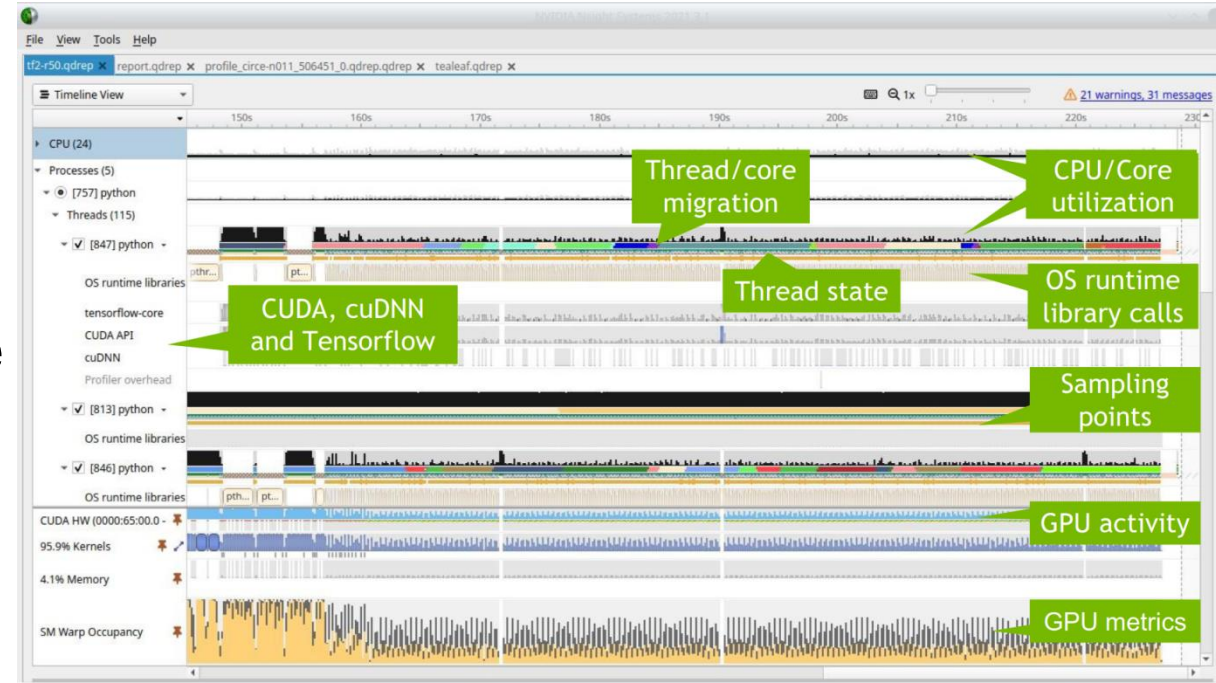 NVIDIA Nsight Systems 2021.3.1
File View Tools Help
tf2-r50.qdrep report.qdrep profile_circe-n011_506451_0.qdrep.qdrep tealeaf.qdrep
Timeline View 1x 21 warnings, 31 messages
150s 160s 170s 180s 190s 200s 210s 220s 230
CPU (24)
Processes (5)
[757] python
Threads (115)
[847] python
OS runtime libraries
pthr... pt...
tensorflow-core
CUDA API
cuDNN
Profiler overhead
[813] python
OS runtime libraries
[846] python
OS runtime libraries
pth... pt...
CUDA HW (0000:65:00.0 -
95.9% Kernels
4.1% Memory
SM Warp Occupancy
Thread/core
migration
CPU/Core
utilization
Thread state
OS runtime
library calls
CUDA, cuDNN
and Tensorflow
Sampling
points
GPU activity
GPU metrics
e